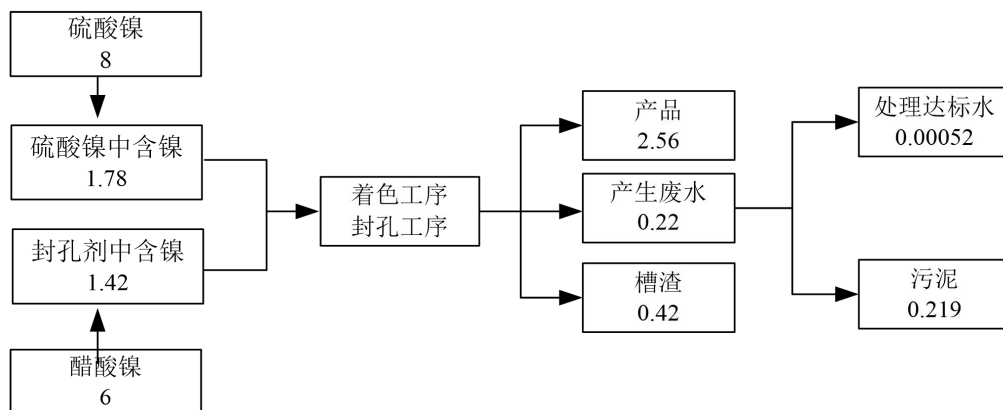 硫酸镍
8
硫酸镍中含镍
1.78
封孔剂中含镍
1.42
醋酸镍
6
着色工序
封孔工序
产品
2.56
产生废水
0.22
槽渣
0.42
处理达标水
0.00052
污泥
0.219